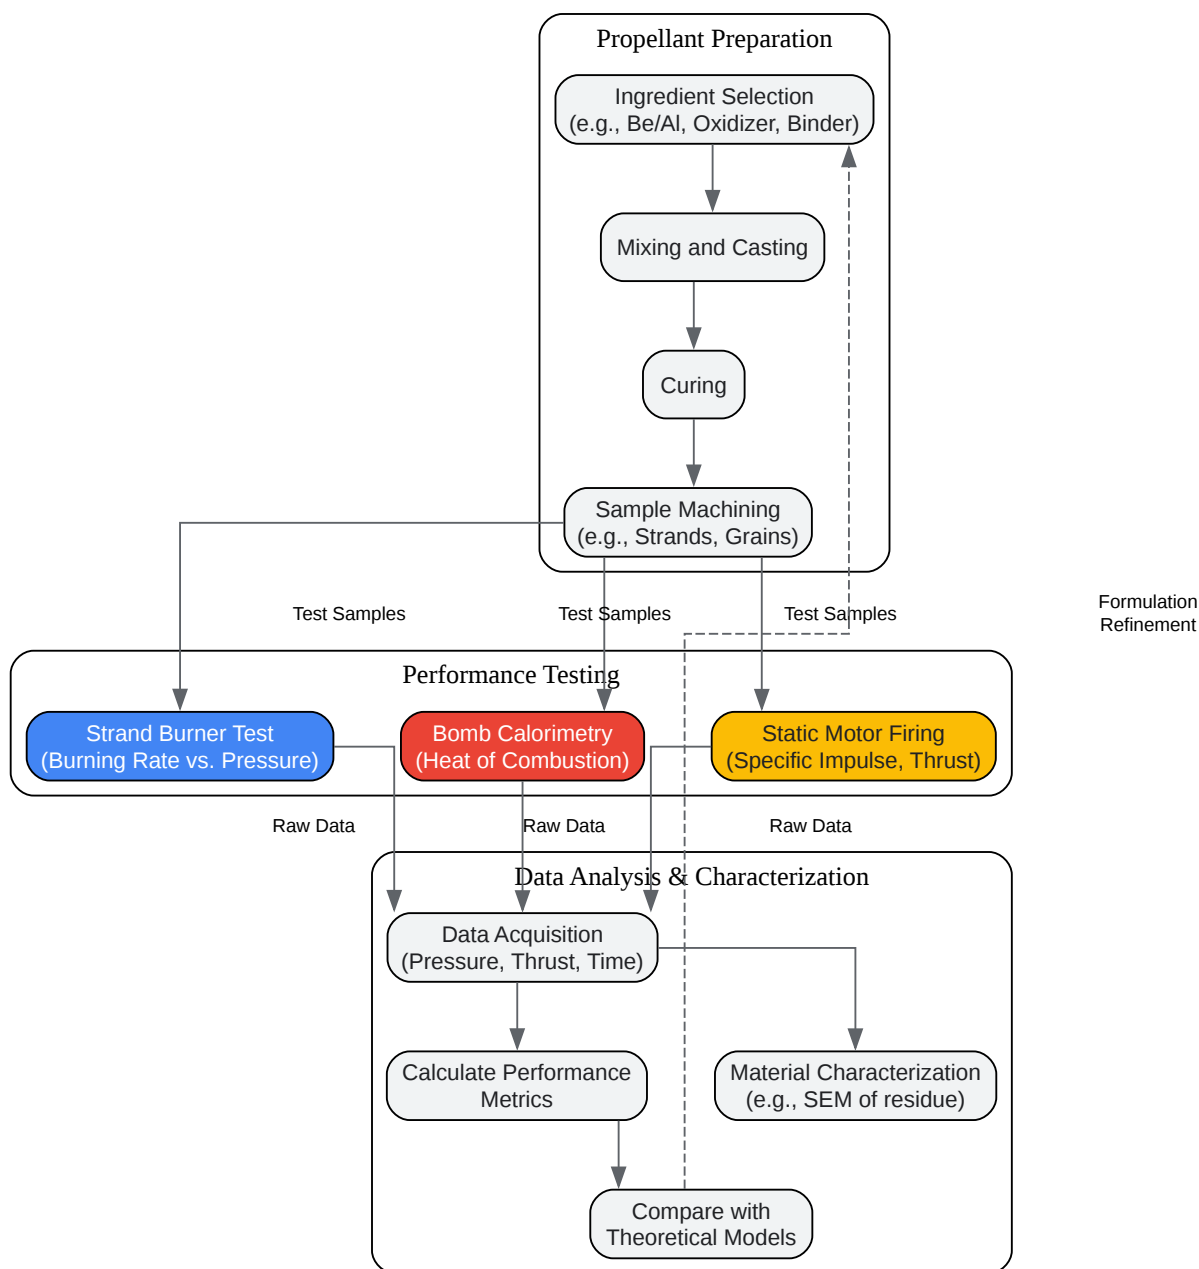 Propellant Preparation
Ingredient Selection
(e.g., Be/Al, Oxidizer, Binder)
Mixing and Casting
Curing
Sample Machining
(e.g., Strands, Grains)
Test Samples
Test Samples
Test Samples
Formulation
Refinement
Performance Testing
Strand Burner Test
(Burning Rate vs. Pressure)
Bomb Calorimetry
(Heat of Combustion)
Static Motor Firing
(Specific Impulse, Thrust)
Raw Data
Raw Data
Raw Data
Data Analysis & Characterization
Data Acquisition
(Pressure, Thrust, Time)
Calculate Performance
Metrics
Material Characterization
(e.g., SEM of residue)
Compare with
Theoretical Models